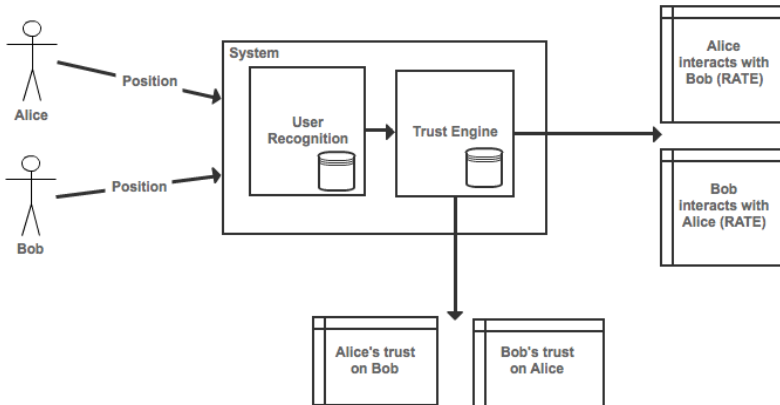 Alice
Position
Bob
Position
System
User
Recognition
Trust Engine
Alice
interacts with
Bob (RATE)
Bob
interacts with
Alice (RATE)
Alice's trust
on Bob
Bob's trust
on Alice